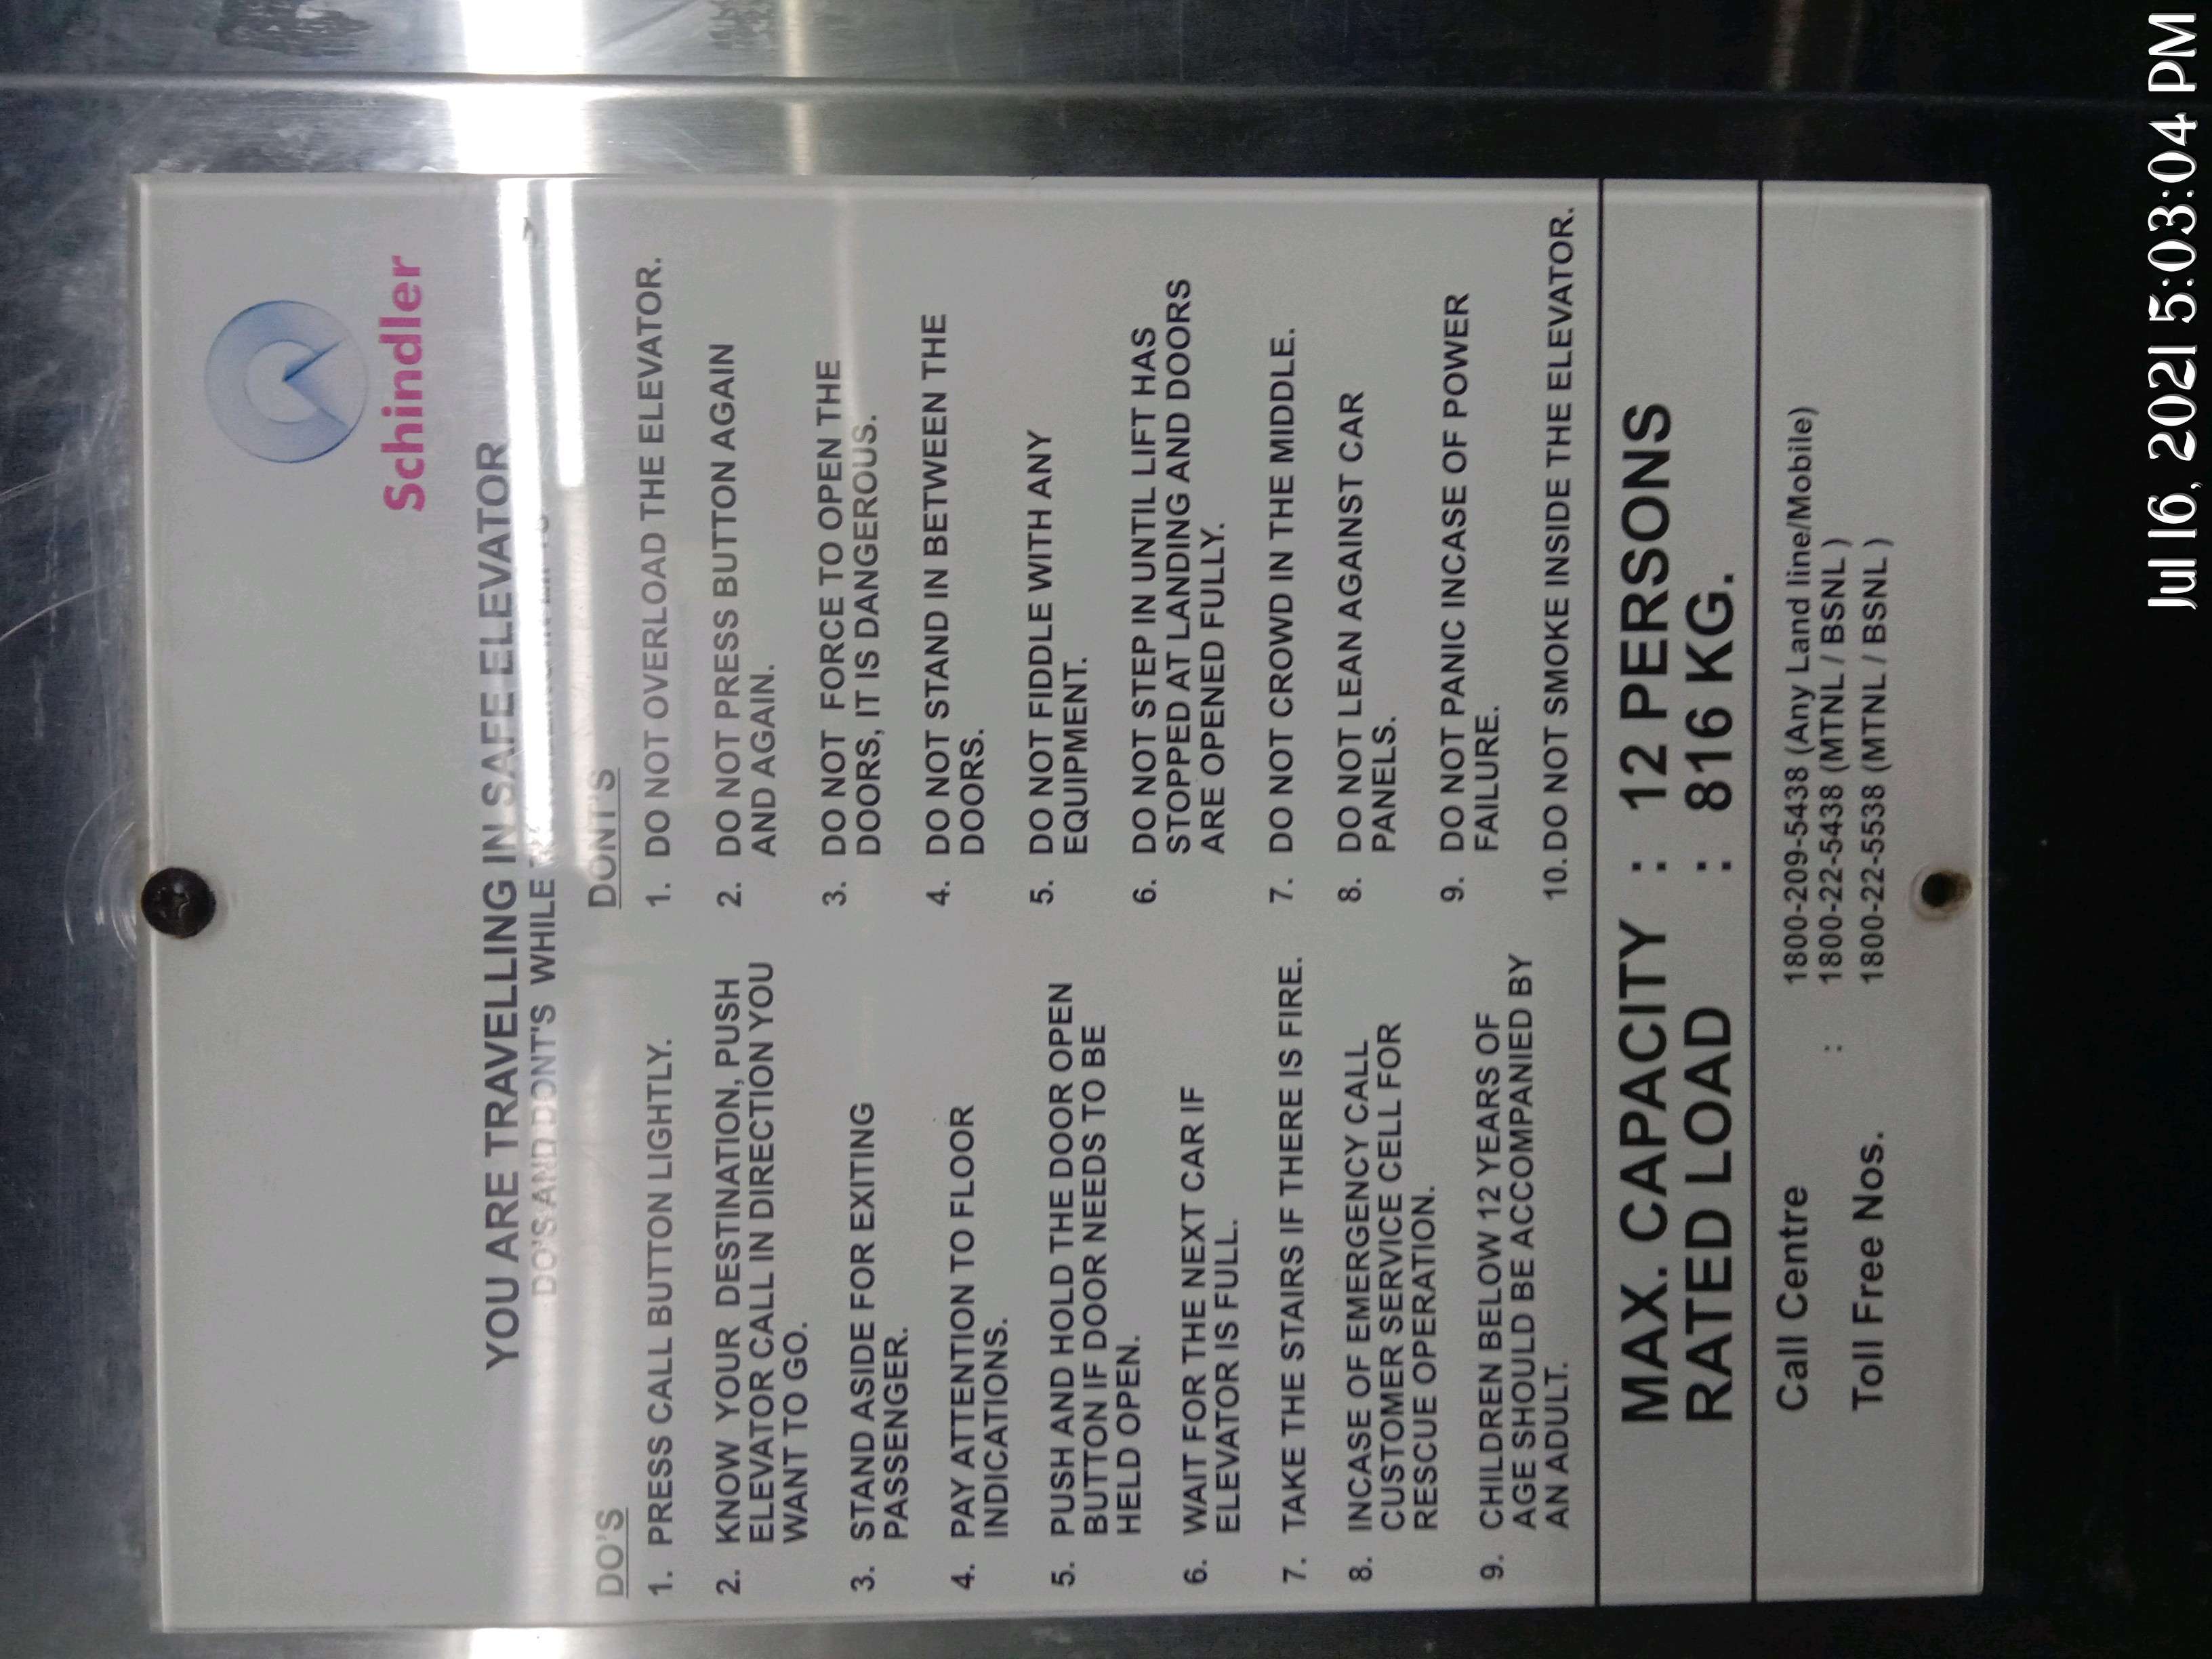 Schindler
YOU ARE TRAVELLING IN SAFE ELEVATOR
DO'S AND DONT'S WHILE
DO'S
1. PRESS CALL BUTTON LIGHTLY.
2. KNOW YOUR DESTINATION, PUSH
ELEVATOR CALL IN DIRECTION YOU
WANT TO GO.
3. STAND ASIDE FOR EXITING
PASSENGER.
4. PAY ATTENTION TO FLOOR
INDICATIONS.
5. PUSH AND HOLD THE DOOR OPEN
BUTTON IF DOOR NEEDS TO BE
HELD OPEN.
6. WAIT FOR THE NEXT CAR IF
ELEVATOR IS FULL.
7. TAKE THE STAIRS IF THERE IS FIRE.
8. INCASE OF EMERGENCY CALL
CUSTOMER SERVICE CELL FOR
RESCUE OPERATION.
9. CHILDREN BELOW 12 YEARS OF
AGE SHOULD BE ACCOMPANIED BY
AN ADULT.
DONT'S
1. DO NOT OVERLOAD THE ELEVATOR.
2. DO NOT PRESS BUTTON AGAIN
AND AGAIN.
3. DO NOT FORCE TO OPEN THE
DOORS, IT IS DANGEROUS.
4. DO NOT STAND IN BETWEEN THE
DOORS.
5. DO NOT FIDDLE WITH ANY
EQUIPMENT.
6. DO NOT STEP IN UNTIL LIFT HAS
STOPPED AT LANDING AND DOORS
ARE OPENED FULLY.
7. DO NOT CROWD IN THE MIDDLE.
8. DO NOT LEAN AGAINST CAR
PANELS.
9. DO NOT PANIC INCASE OF POWER
FAILURE.
10. DO NOT SMOKE INSIDE THE ELEVATOR.
MAX. CAPACITY : 12 PERSONS
RATED LOAD : 816 KG.
Call Centre 1800-209-5438 (Any Land line/Mobile)
: 1800-22-5438 (MTNL / BSNL )
Toll Free Nos. 1800-22-5538 (MTNL / BSNL )
Jul 16, 2021 5:03:04 PM